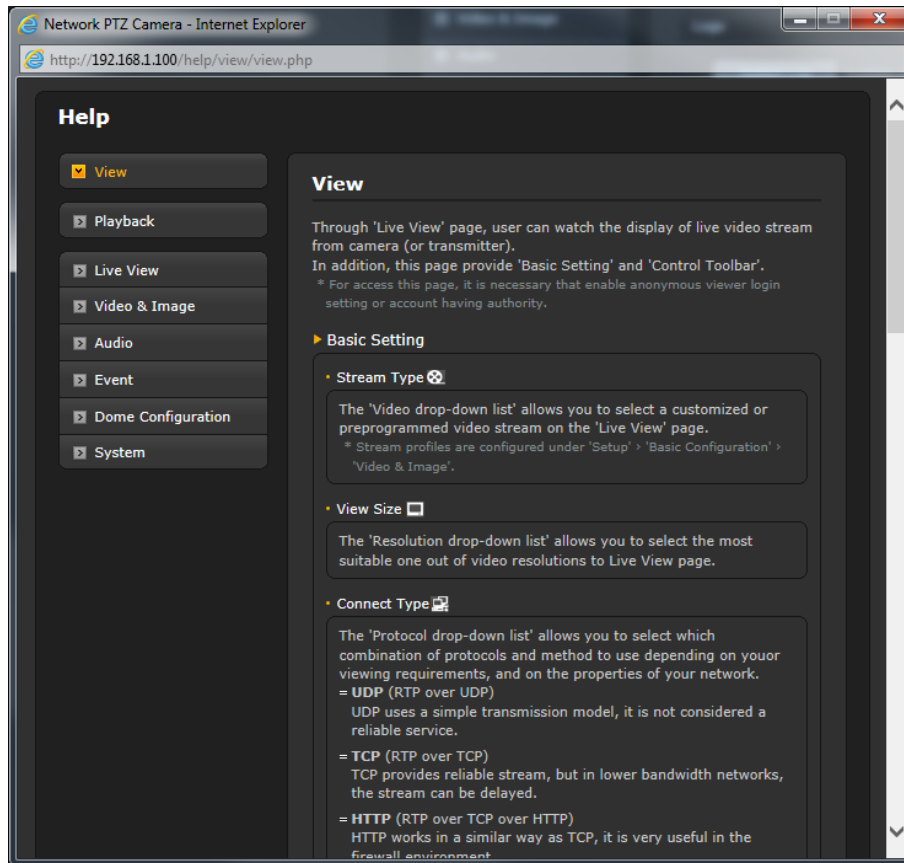 Network PTZ Camera - Internet Explorer
http://192.168.1.100/help/view/view.php
Help
View
Playback
Live View
Video & Image
Audio
Event
Dome Configuration
System
View
Through 'Live View' page, user can watch the display of live video stream
from camera (or transmitter).
In addition, this page provide 'Basic Setting' and 'Control Toolbar'.
* For access this page, it is necessary that enable anonymous viewer login
setting or account having authority.
Basic Setting
• Stream Type
The 'Video drop-down list' allows you to select a customized or
preprogrammed video stream on the 'Live View' page.
* Stream profiles are configured under 'Setup' > 'Basic Configuration' >
'Video & Image'.
• View Size
The 'Resolution drop-down list' allows you to select the most
suitable one out of video resolutions to Live View page.
• Connect Type
The 'Protocol drop-down list' allows you to select which
combination of protocols and method to use depending on youor
viewing requirements, and on the properties of your network.
= UDP (RTP over UDP)
UDP uses a simple transmission model, it is not considered a
reliable service.
= TCP (RTP over TCP)
TCP provides reliable stream, but in lower bandwidth networks,
the stream can be delayed.
= HTTP (RTP over TCP over HTTP)
HTTP works in a similar way as TCP, it is very useful in the
firewall environment